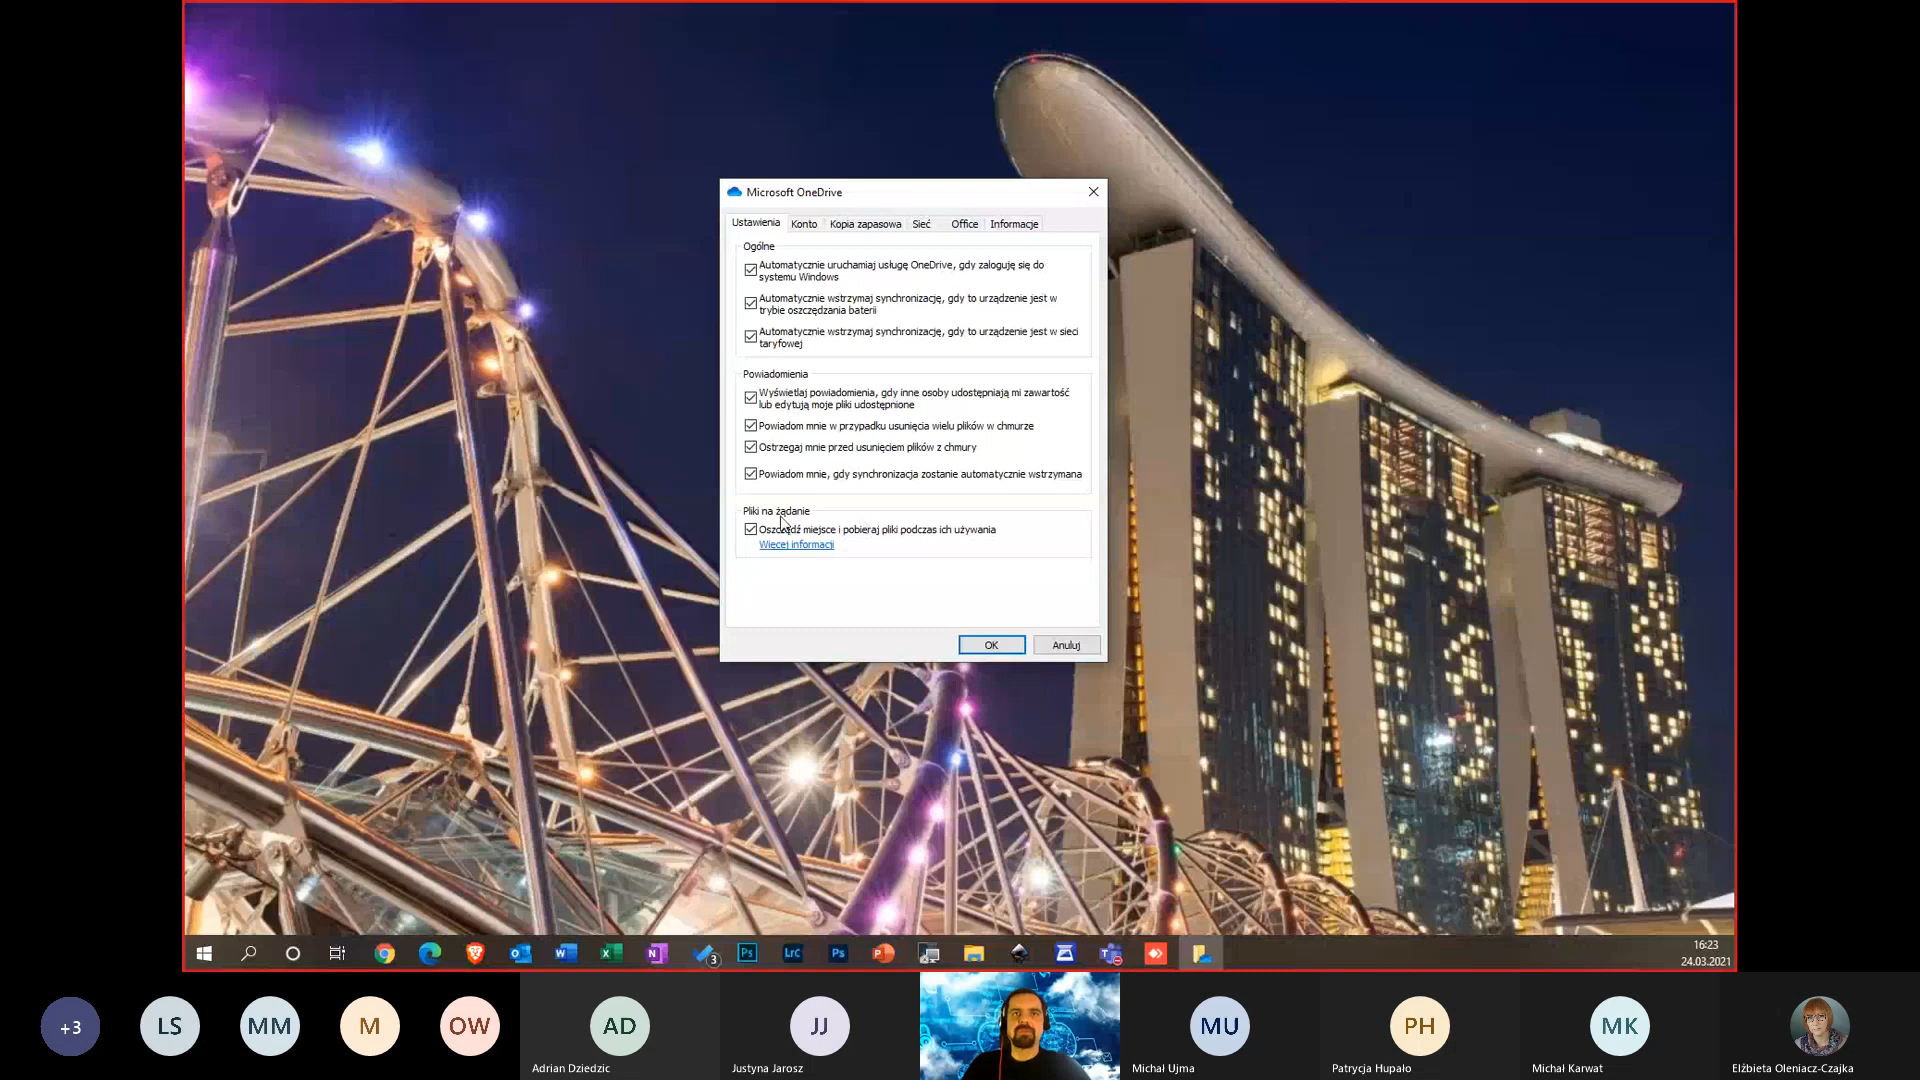 Microsoft OneDrive
Ustawienia Konto Kopia zapasowa Sieć Office Informacje
Ogólne
Automatycznie uruchamiaj usługę OneDrive, gdy zaloguję się do
systemu Windows
Automatycznie wstrzymaj synchronizację, gdy to urządzenie jest w
trybie oszczędzania baterii
Automatycznie wstrzymaj synchronizację, gdy to urządzenie jest w sieci
taryfowej
Powiadomienia
Wyświetlaj powiadomienia, gdy inne osoby udostępniają mi zawartość
lub edytują moje pliki udostępnione
Powiadom mnie w przypadku usunięcia wielu plików w chmurze
Ostrzegaj mnie przed usunięciem plików z chmury
Powiadom mnie, gdy synchronizacja zostanie automatycznie wstrzymana
Pliki na żądanie
Oszczędź miejsce i pobieraj pliki podczas ich używania
Więcej informacji
OK Anuluj
3 Ps LrC Ps
16:23
24.03.2021
+3 LS MM M OW AD JJ MU PH MK
Adrian Dziedzic Justyna Jarosz Michał Ujma Patrycja Hupało Michał Karwat Elżbieta Oleniacz-Czajka